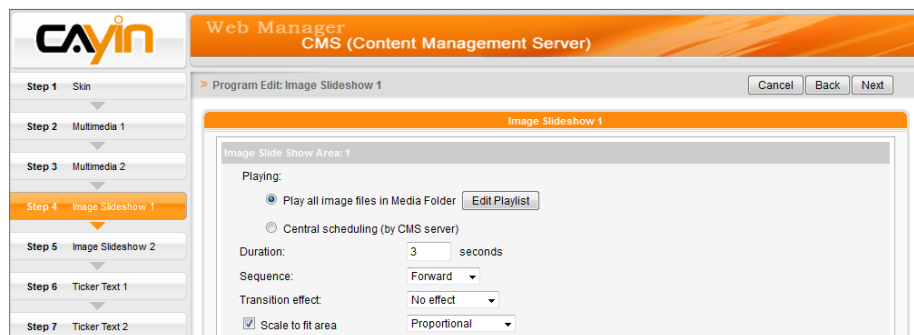 CAYIN
Web Manager
CMS (Content Management Server)
Step 1 Skin
Step 2 Multimedia 1
Step 3 Multimedia 2
Step 4 Image Slideshow 1
Step 5 Image Slideshow 2
Step 6 Ticker Text 1
Step 7 Ticker Text 2
» Program Edit: Image Slideshow 1
Cancel Back Next
Image Slideshow 1
Image Slide Show Area: 1
Playing:
Play all image files in Media Folder Edit Playlist
Central scheduling (by CMS server)
Duration: 3 seconds
Sequence: Forward
Transition effect: No effect
Scale to fit area Proportional